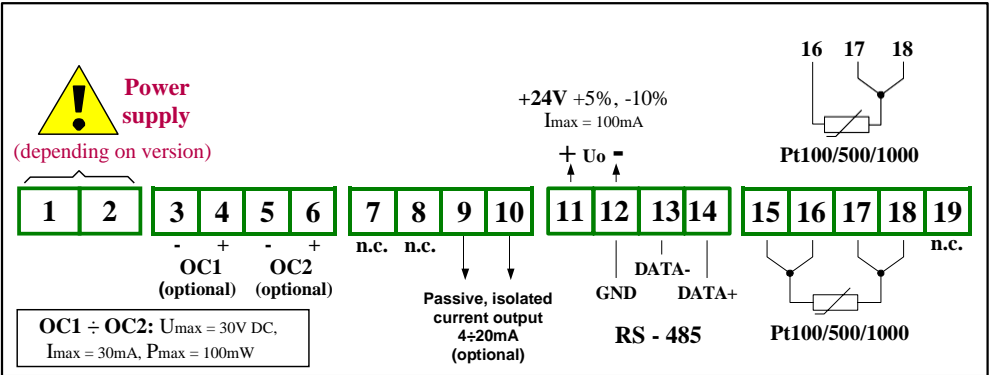 Power
supply
(depending on version)
+24V +5%, -10%
Imax = 100mA
+ Uo -
16 17 18
Pt100/500/1000
1 2 3 4 5 6 7 8 9 10 11 12 13 14 15 16 17 18 19
- + - +
OC1 OC2
(optional) (optional)
n.c. n.c.
Passive, isolated
current output
4÷20mA
(optional)
DATA-
GND DATA+
RS - 485
Pt100/500/1000
n.c.
OC1 ÷ OC2: Umax = 30V DC,
Imax = 30mA, Pmax = 100mW